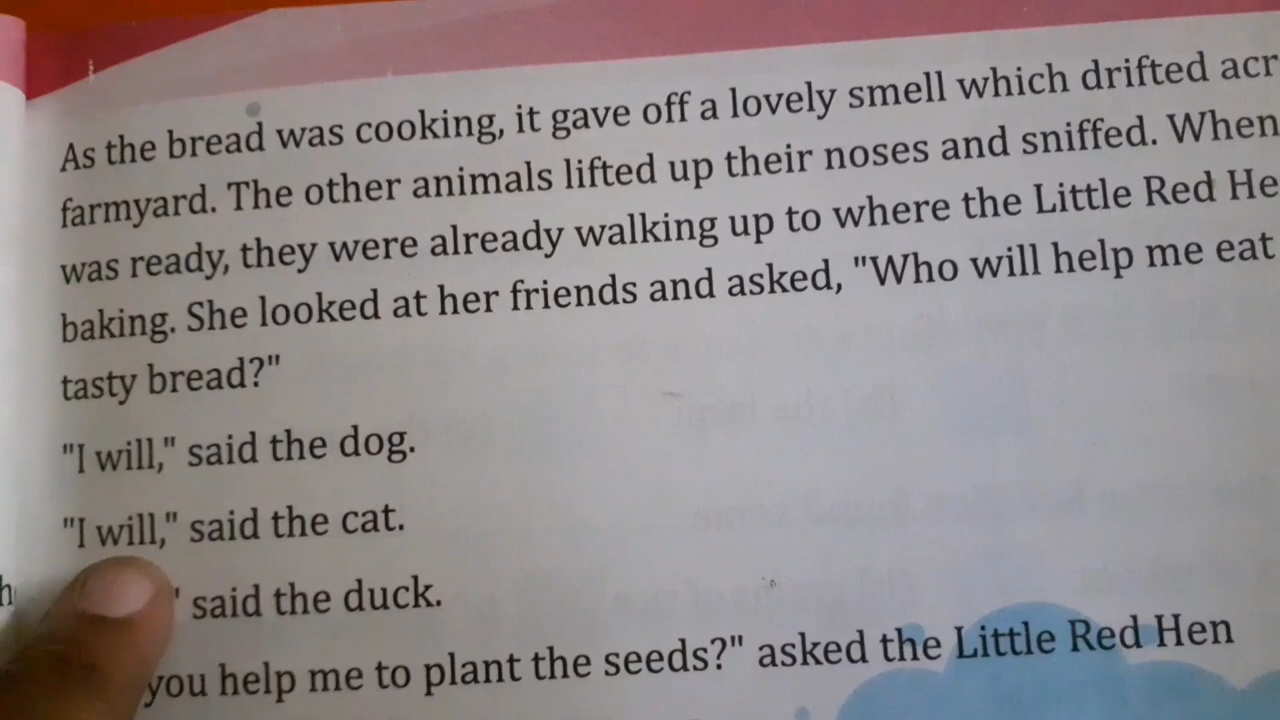 As the bread was cooking, it gave off a lovely smell which drifted acr
farmyard. The other animals lifted up their noses and sniffed. When
was ready, they were already walking up to where the Little Red He
baking. She looked at her friends and asked, "Who will help me eat
tasty bread?"
"I will," said the dog.
"I will," said the cat.
said the duck.
you help me to plant the seeds?" asked the Little Red Hen